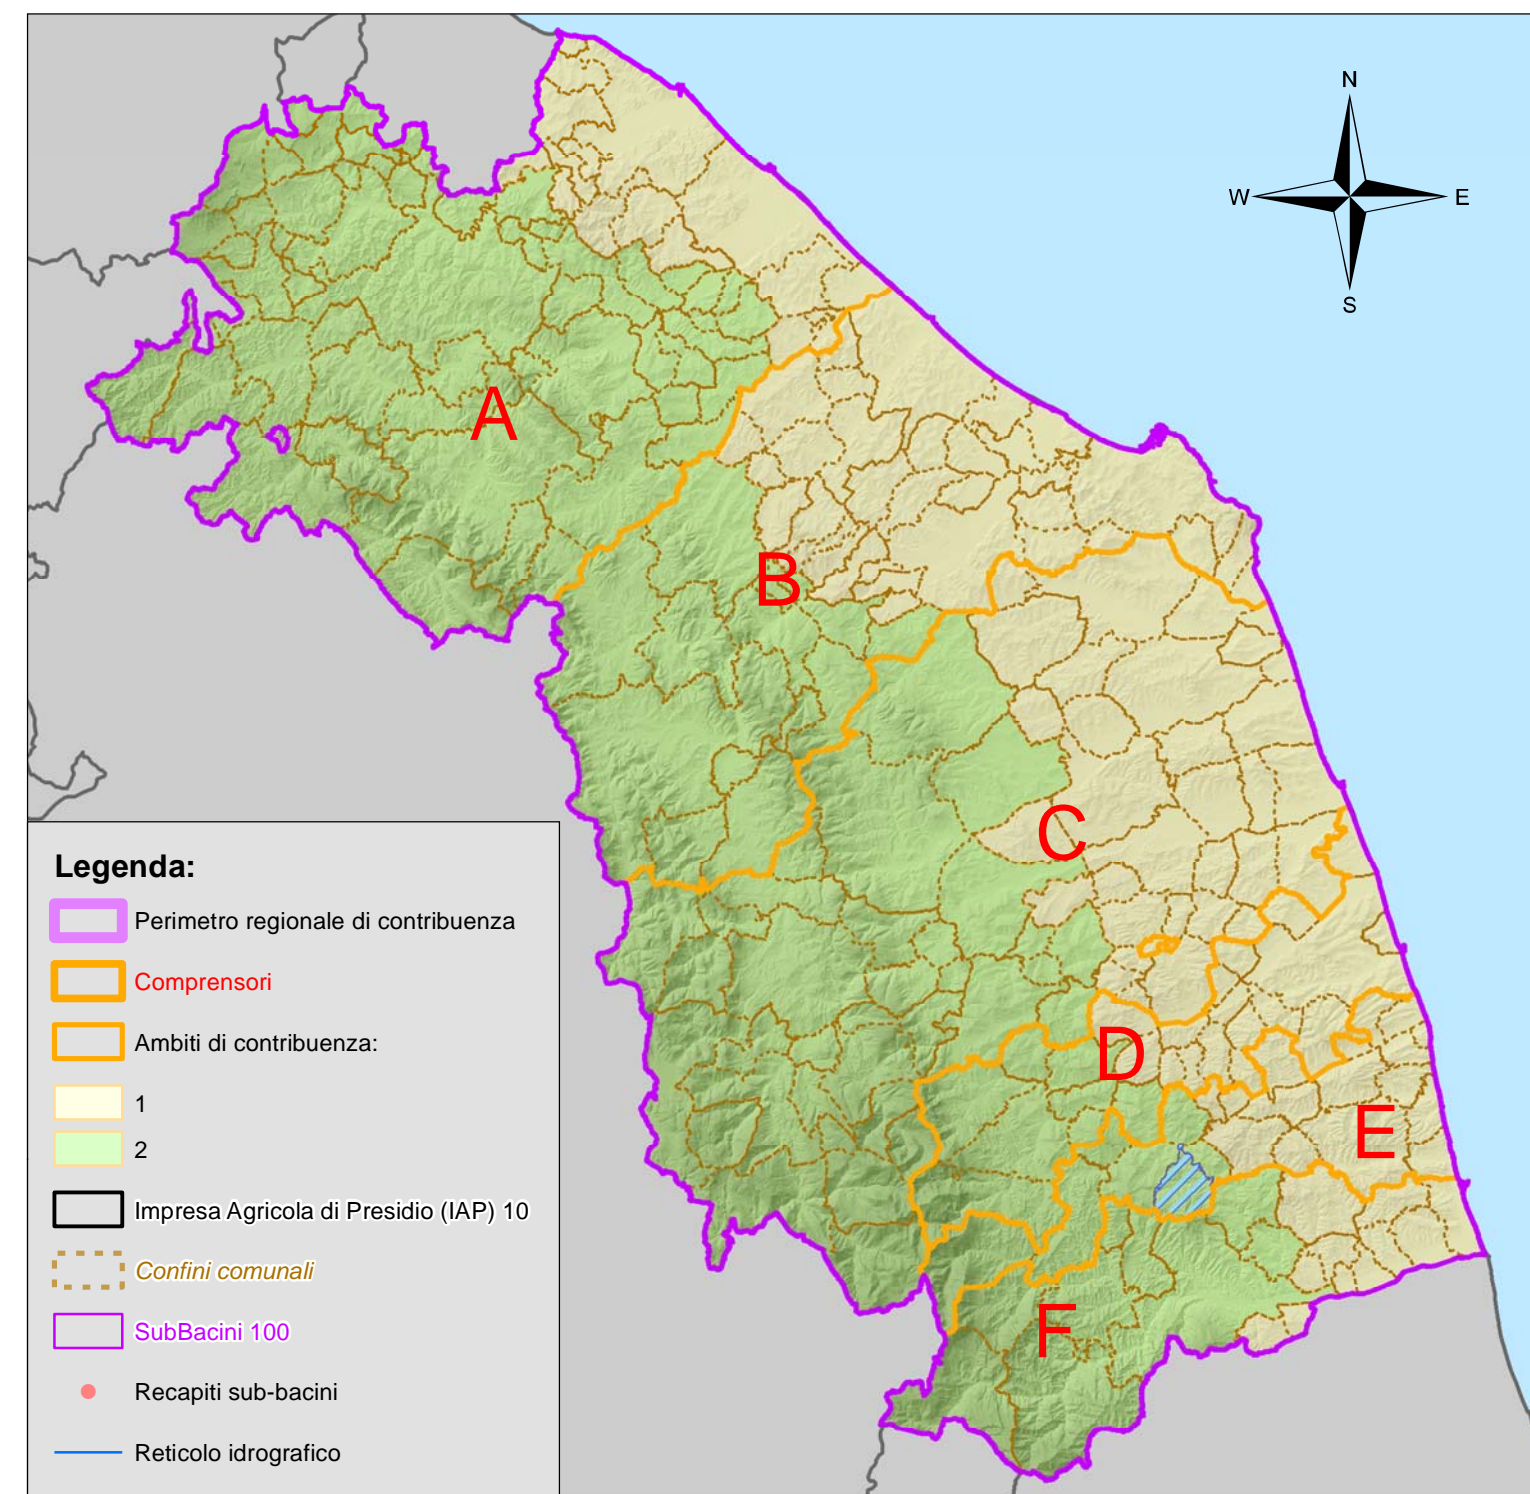 N
W
E
S
A
B
C
D
E
F
Legenda:
Perimetro regionale di contribuenza
Comprensori
Ambiti di contribuenza:
1
2
Impresa Agricola di Presidio (IAP) 10
Confini comunali
SubBacini 100
Recapiti sub-bacini
Reticolo idrografico